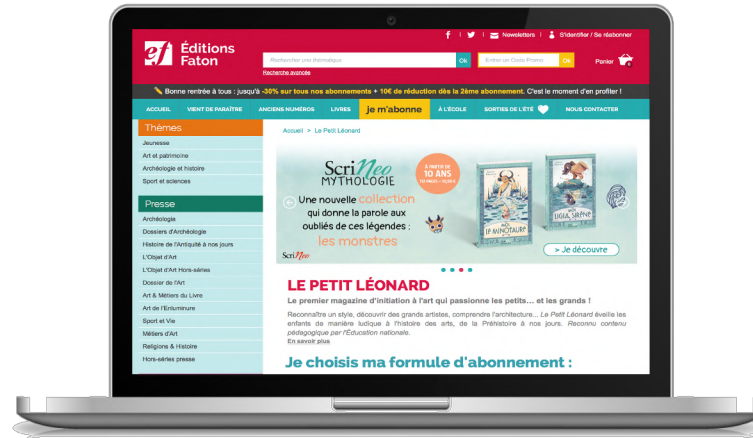 f | Newsletters | S'identifier / Se réabonner
ef Éditions Faton
Rechercher une thématique Ok Entrer un Code Promo Ok Panier
Recherche avancée
Bonne rentrée à tous : jusqu'à -30% sur tous nos abonnements + 10€ de réduction dès la 2ème abonnement. C'est le moment d'en profiter !
ACCUEIL VIENT DE PARAÎTRE ANCIENS NUMÉROS LIVRES je m'abonne À L'ÉCOLE SORTIES DE L'ÉTÉ NOUS CONTACTER
Thèmes
Jeunesse
Art et patrimoine
Archéologie et histoire
Sport et sciences
Presse
Archéologia
Dossiers d'Archéologie
Histoire de l'Antiquité à nos jours
L'Objet d'Art
L'Objet d'Art Hors-séries
Dossier de l'Art
Art & Métiers du Livre
Art de l'Enluminure
Sport et Vie
Métiers d'Art
Religions & Histoire
Hors-séries presse
Accueil > Le Petit Léonard
ScriNeo
MYTHOLOGIE
À PARTIR DE
10 ANS
Une nouvelle collection
qui donne la parole aux
oubliés de ces légendes :
les monstres
ScriNeo
MOI,
LE MINOTAURE
MOI,
LIGIA, SIRÈNE
> Je découvre
LE PETIT LÉONARD
Le premier magazine d'initiation à l'art qui passionne les petits... et les grands !
Reconnaître un style, découvrir des grands artistes, comprendre l'architecture... Le Petit Léonard éveille les
enfants de manière ludique à l'histoire des arts, de la Préhistoire à nos jours. Reconnu contenu
pédagogique par l'Éducation nationale.
En savoir plus
Je choisis ma formule d'abonnement :